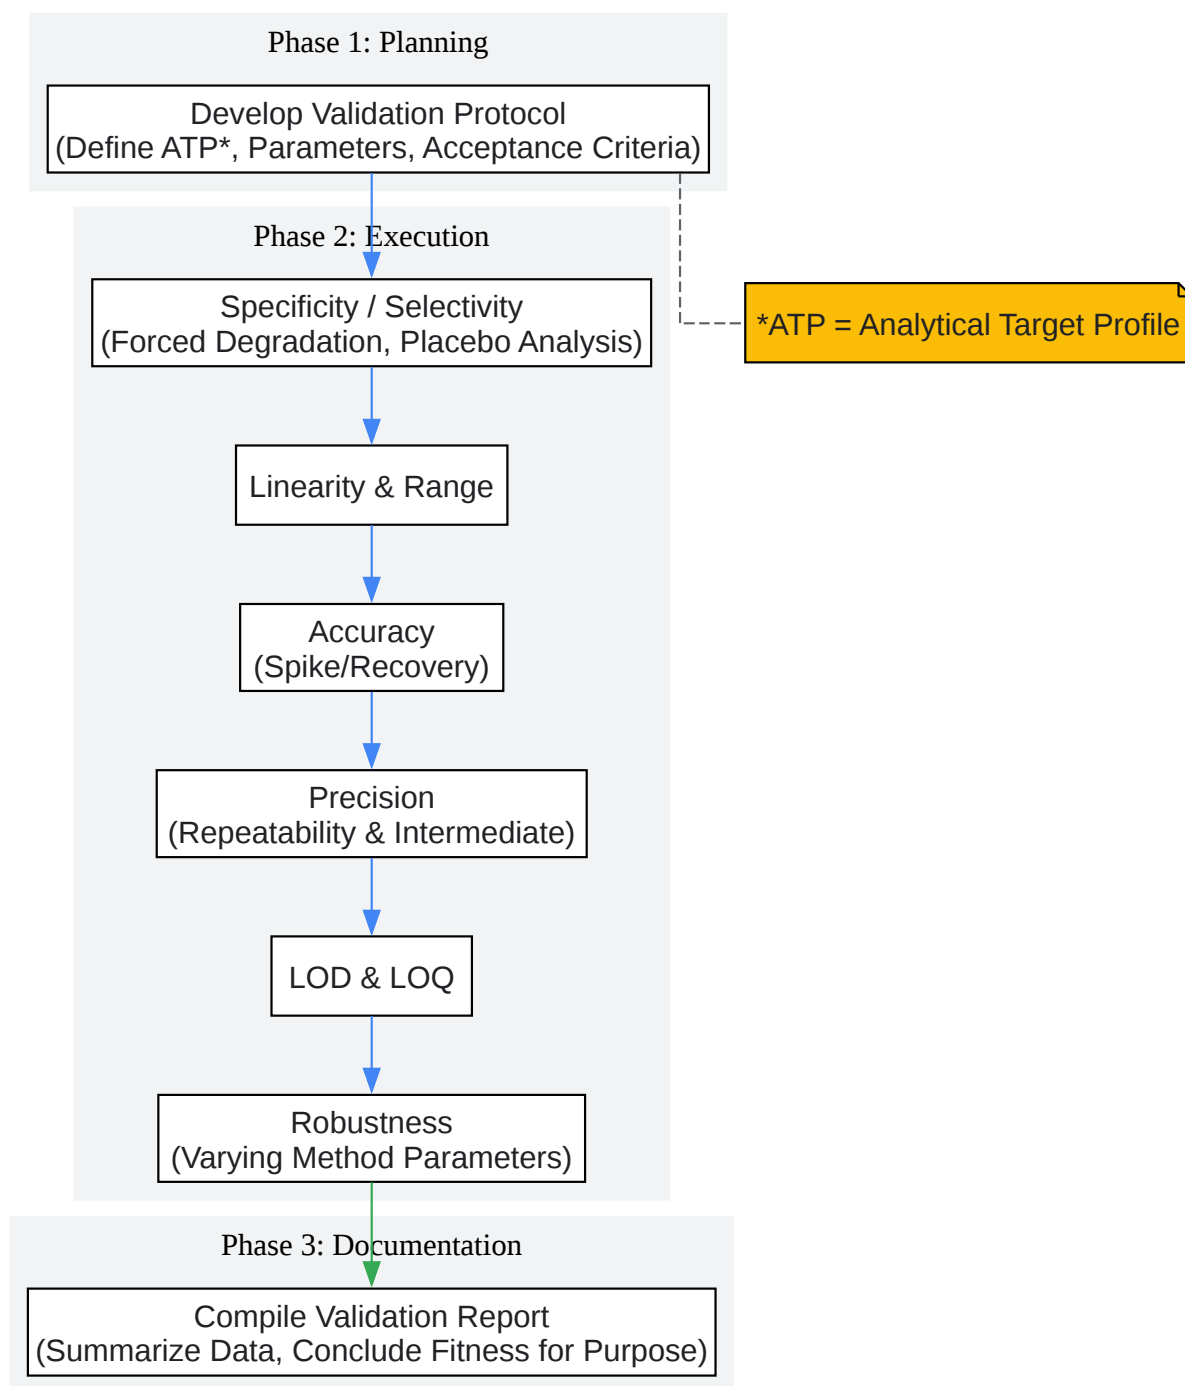 Phase 1: Planning
Develop Validation Protocol
(Define ATP*, Parameters, Acceptance Criteria)
Phase 2: Execution
Specificity / Selectivity
(Forced Degradation, Placebo Analysis)
*ATP = Analytical Target Profile
Linearity & Range
Accuracy
(Spike/Recovery)
Precision
(Repeatability & Intermediate)
LOD & LOQ
Robustness
(Varying Method Parameters)
Phase 3: Documentation
Compile Validation Report
(Summarize Data, Conclude Fitness for Purpose)